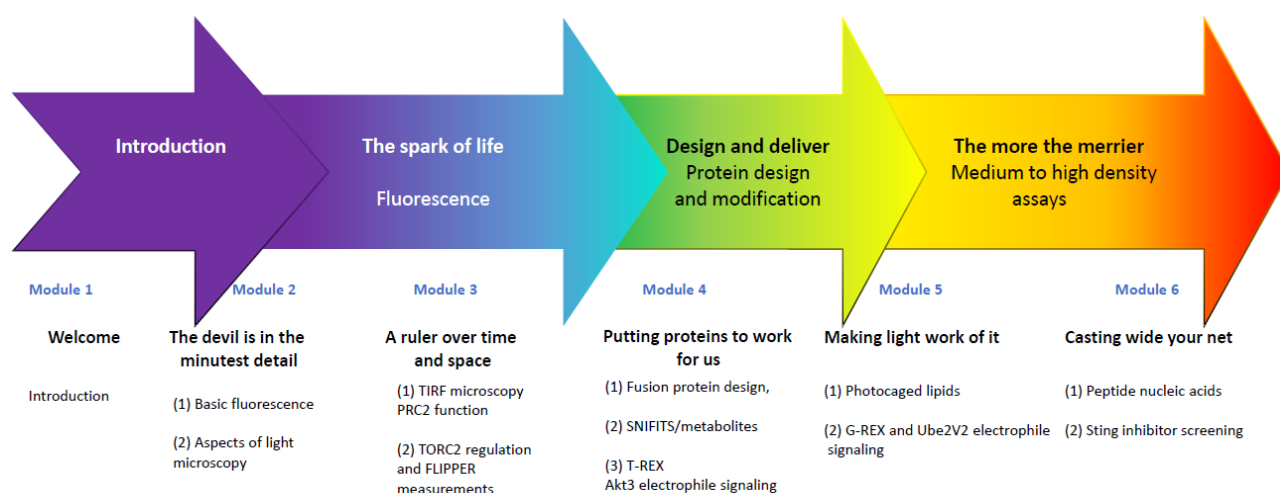 Introduction
The spark of life
Fluorescence
Design and deliver
Protein design
and modification
The more the merrier
Medium to high density
assays
Module 1
Module 2
Module 3
Module 4
Module 5
Module 6
Welcome
Introduction
The devil is in the
minutest detail
(1) Basic fluorescence
(2) Aspects of light
microscopy
A ruler over time
and space
(1) TIRF microscopy
PRC2 function
(2) TORC2 regulation
and FLIPPER
measurements
Putting proteins to work
for us
(1) Fusion protein design,
(2) SNIFITS/metabolites
(3) T-REX
Akt3 electrophile signaling
Making light work of it
(1) Photocaged lipids
(2) G-REX and Ube2V2 electrophile
signaling
Casting wide your net
(1) Peptide nucleic acids
(2) Sting inhibitor screening